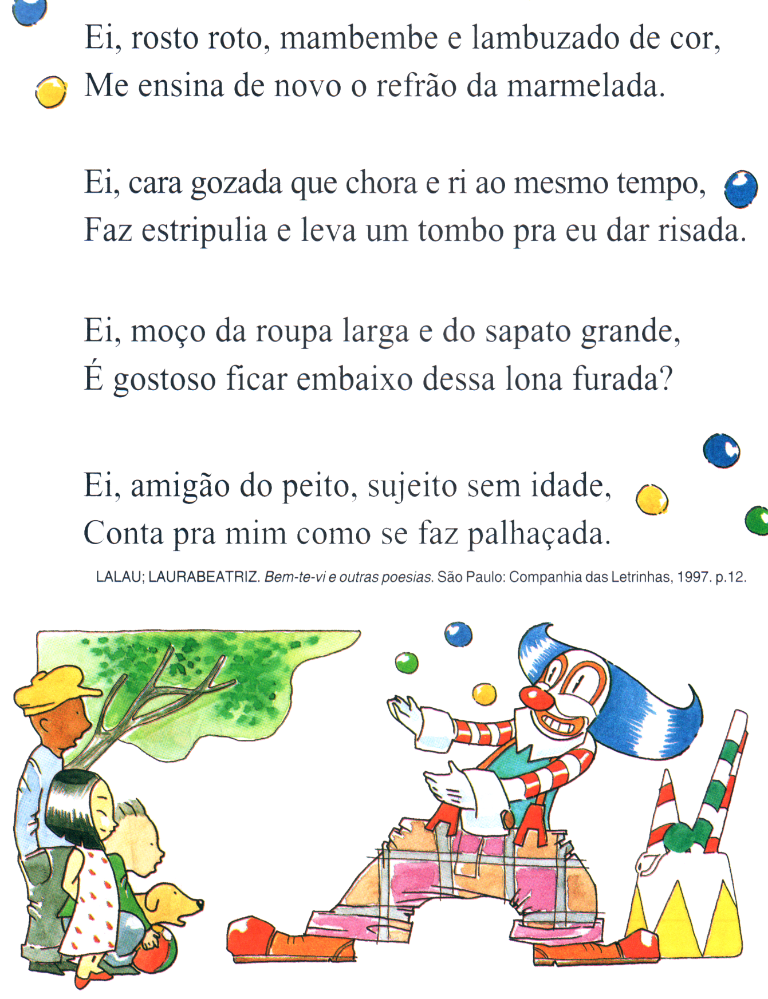 Ei, rosto roto, mambembe e lambuzado de cor,
Me ensina de novo o refrão da marmelada.
Ei, cara gozada que chora e ri ao mesmo tempo,
Faz estripulia e leva um tombo pra eu dar risada.
Ei, moço da roupa larga e do sapato grande,
É gostoso ficar embaixo dessa lona furada?
Ei, amigão do peito, sujeito sem idade,
Conta pra mim como se faz palhaçada.
LALAU; LAURABEATRIZ. Bem-te-vi e outras poesias. São Paulo: Companhia das Letrinhas, 1997. p.12.